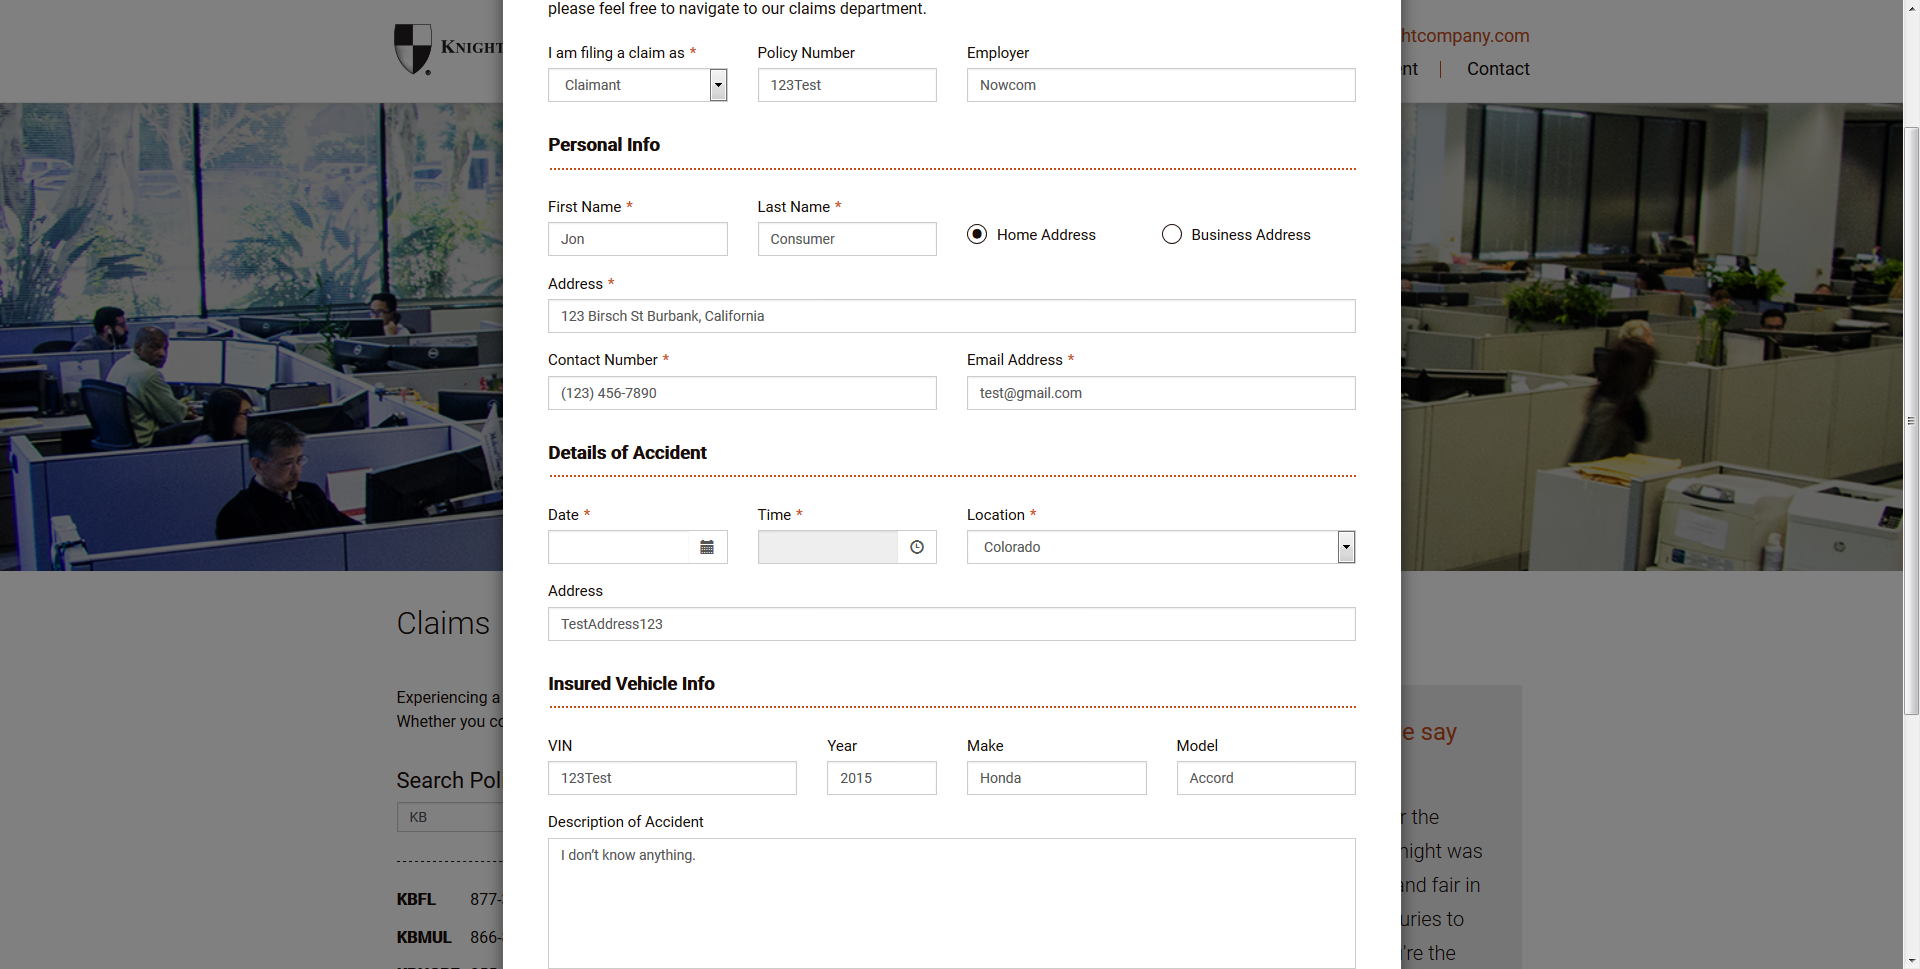 please feel free to navigate to our claims department.
KNIGHT
htcompany.com
nt | Contact
I am filing a claim as * Policy Number Employer
Claimant 123Test Nowcom
Personal Info
First Name * Last Name *
Jon Consumer Home Address Business Address
Address *
123 Birsch St Burbank, California
Contact Number * Email Address *
(123) 456-7890 test@gmail.com
Details of Accident
Date * Time * Location *
Colorado
Address
TestAddress123
Insured Vehicle Info
VIN Year Make Model
123Test 2015 Honda Accord
Description of Accident
I don't know anything.
Claims
Experiencing a
Whether you co
Search Poli
KB
KBFL 877-
KBMUL 866-
e say
r the
night was
and fair in
uries to
're the